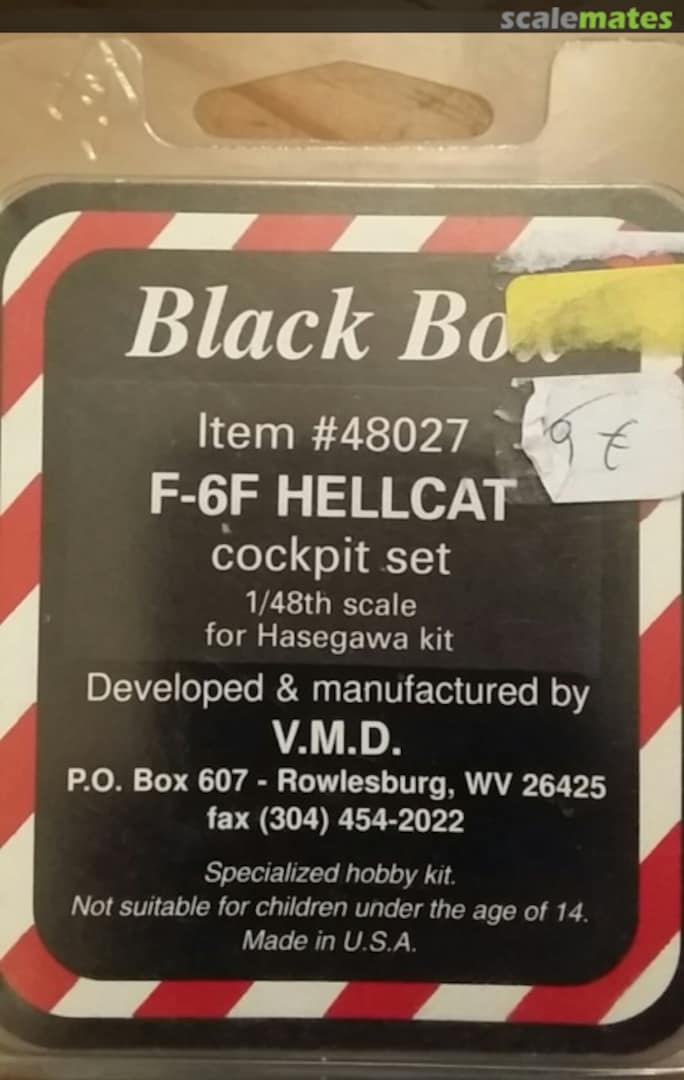 scalemates
Black Bo
Item #48027
9 €
F-6F HELLCAT
cockpit set
1/48th scale
for Hasegawa kit
Developed & manufactured by
V.M.D.
P.O. Box 607 - Rowlesburg, WV 26425
fax (304) 454-2022
Specialized hobby kit.
Not suitable for children under the age of 14.
Made in U.S.A.